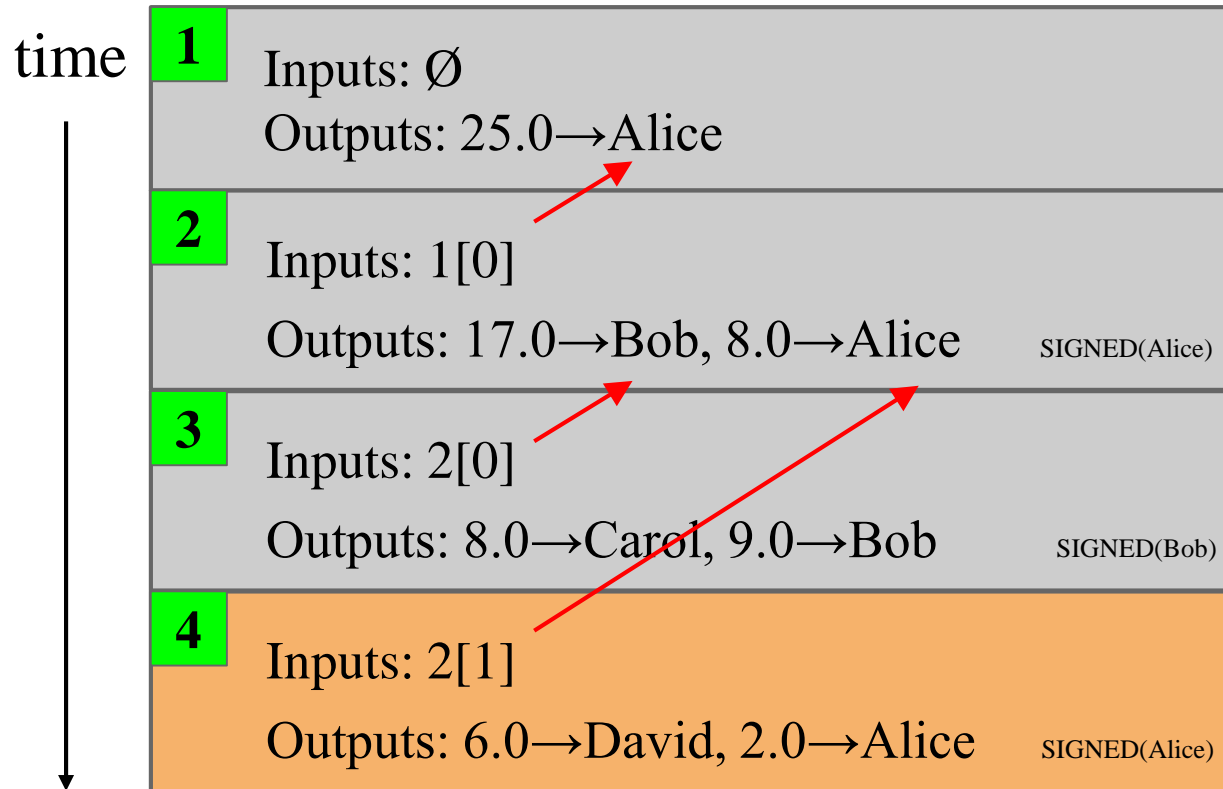 time
1
Inputs: Ø
Outputs: 25.0→Alice
2
Inputs: 1[0]
Outputs: 17.0→Bob, 8.0→Alice SIGNED(Alice)
3
Inputs: 2[0]
Outputs: 8.0→Carol, 9.0→Bob SIGNED(Bob)
4
Inputs: 2[1]
Outputs: 6.0→David, 2.0→Alice SIGNED(Alice)